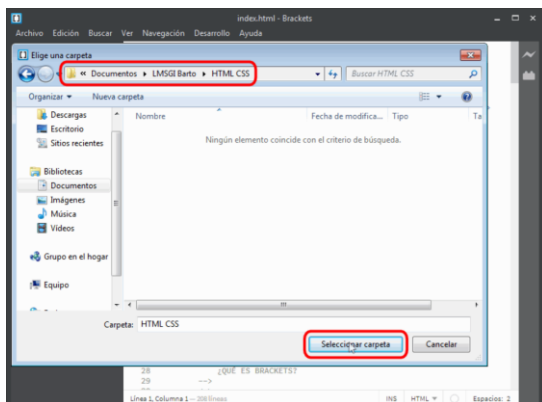 index.html - Brackets
Archivo Edición Buscar Ver Navegación Desarrollo Ayuda
Elige una carpeta
« Documentos LMSGI Barto HTML CSS
Buscar HTML CSS
Organizar Nueva carpeta
Nombre Fecha de modifica... Tipo Ta
Ningún elemento coincide con el criterio de búsqueda.
Descargas
Escritorio
Sitios recientes
Bibliotecas
Documentos
Imágenes
Música
Vídeos
Grupo en el hogar
Equipo
Carpeta: HTML CSS
Seleccionar carpeta Cancelar
28 ¿QUÉ ES BRACKETS?
29 -->
Línea 1, Columna 1 — 208 líneas INS HTML Espacios: 2